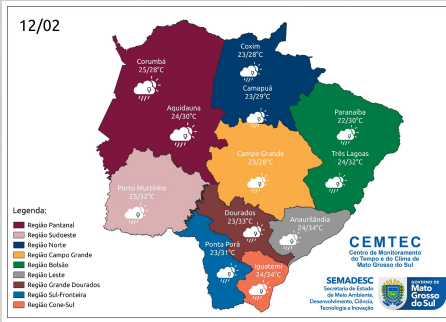 12/02
Coxim
23/28°C
Corumbá
25/28°C
Camapuã
23/29°C
Aquidauna
24/30°C
Paranaíba
22/30°C
Campo Grande
23/28°C
Três Lagoas
24/32°C
Porto Murtinho
25/32°C
Dourados
23/33°C
Anaurilândia
24/34°C
Ponta Porã
23/31°C
Iguatemi
24/34°C
Legenda:
Região Pantanal
Região Sudoeste
Região Norte
Região Campo Grande
Região Bolsão
Região Leste
Região Grande Dourados
Região Sul-Fronteira
Região Cone-Sul
CEMTEC
Centro de Monitoramento
do Tempo e do Clima de
Mato Grosso do Sul
SEMADESC
Secretaria de Estado
de Meio Ambiente,
Desenvolvimento, Ciência,
Tecnologia e Inovação
GOVERNO DE
Mato
Grosso
do Sul